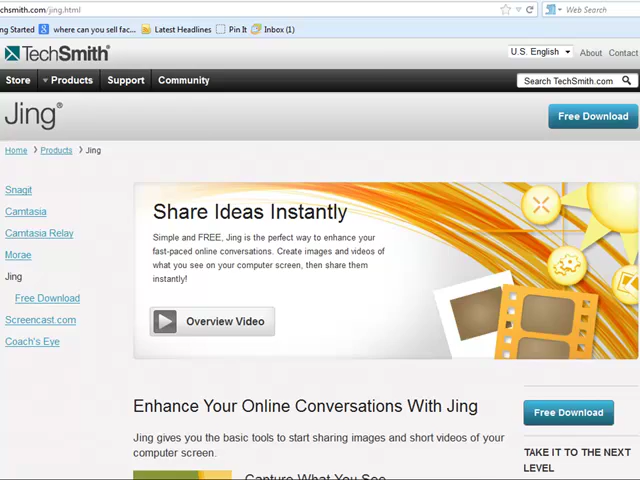 chsmith.com/jing.html
Web Search
ng Started
where can you sell fac...
Latest Headlines
Pin It
Inbox (1)
TechSmith®
U.S. English
About
Contact
Store
Products
Support
Community
Search TechSmith.com
Jing®
Free Download
Home > Products > Jing
Snagit
Camtasia
Camtasia Relay
Morae
Jing
Free Download
Screencast.com
Coach's Eye
Share Ideas Instantly
Simple and FREE, Jing is the perfect way to enhance your
fast-paced online conversations. Create images and videos of
what you see on your computer screen, then share them
instantly!
Overview Video
Enhance Your Online Conversations With Jing
Jing gives you the basic tools to start sharing images and short videos of your
computer screen.
Capture What You See
Free Download
TAKE IT TO THE NEXT
LEVEL